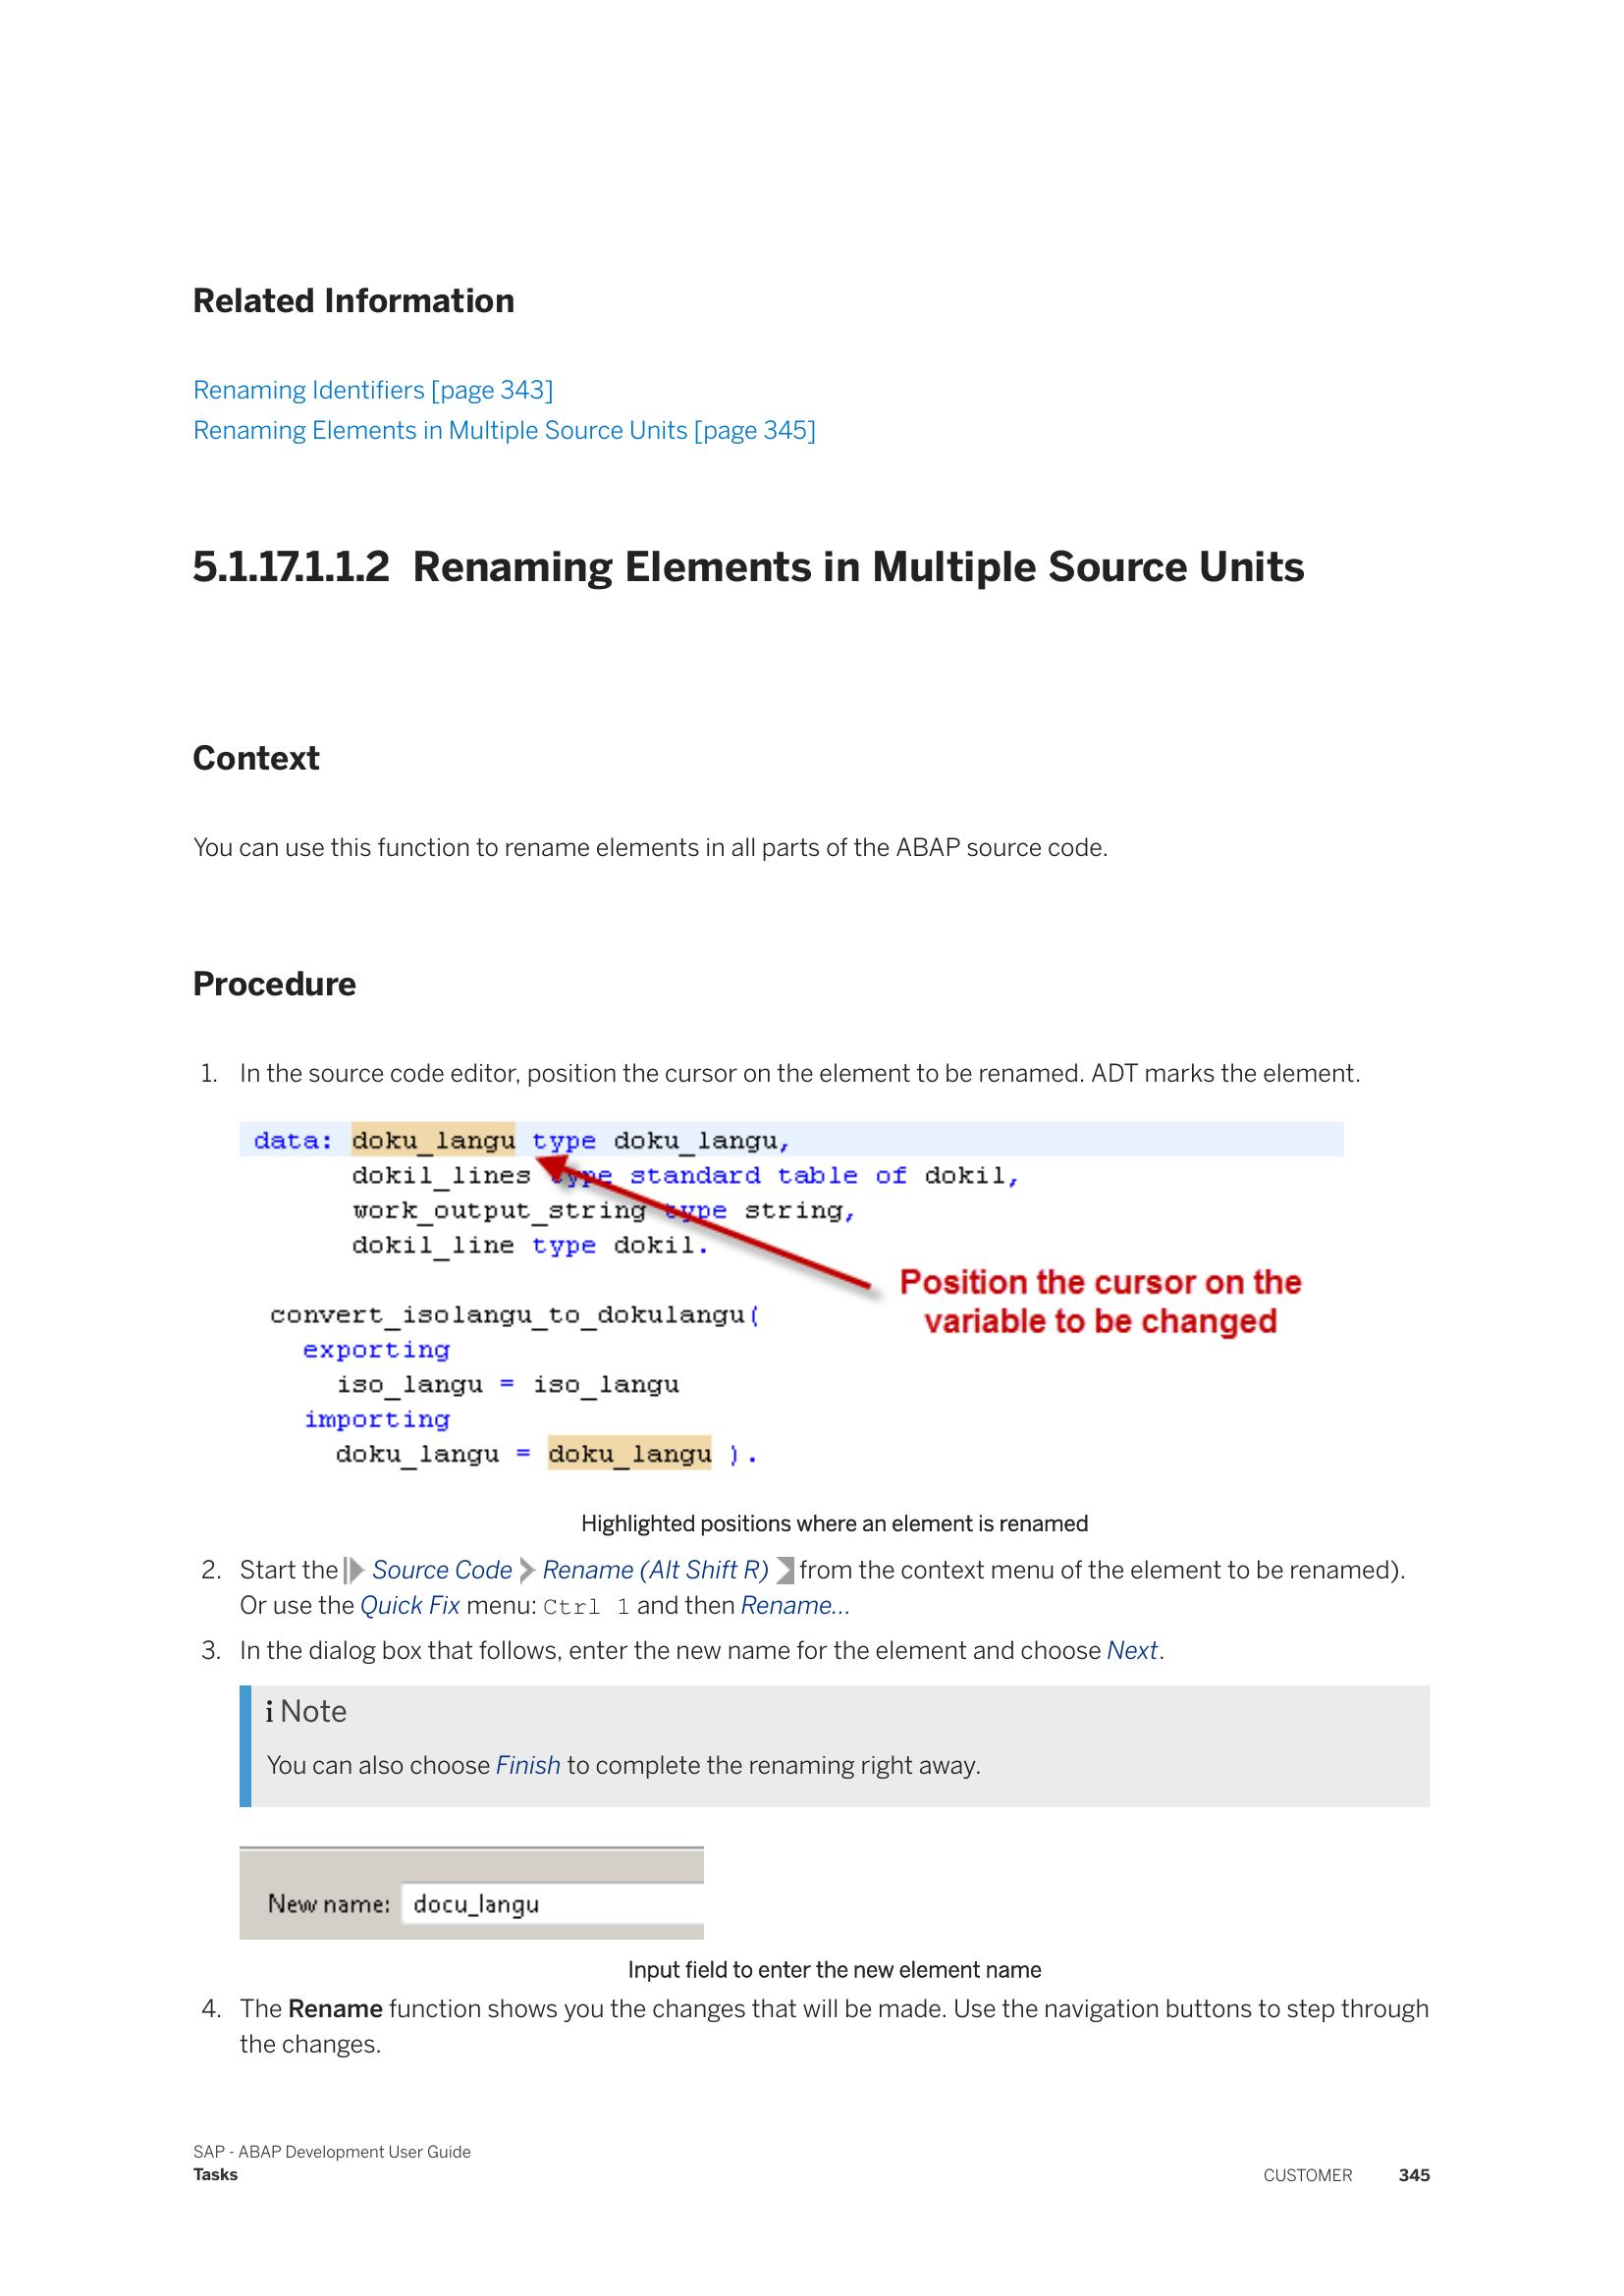 Related Information
Renaming Identifiers [page 343]
Renaming Elements in Multiple Source Units [page 345]
5.1.17.1.1.2 Renaming Elements in Multiple Source Units
Context
You can use this function to rename elements in all parts of the ABAP source code.
Procedure
1. In the source code editor, position the cursor on the element to be renamed. ADT marks the element.
data: doku_langu type doku_langu,
dokil_lines type standard table of dokil,
work_output_string type string,
dokil_line type dokil.
Position the cursor on the
variable to be changed
convert_isolangu_to_dokulangu(
exporting
iso_langu = iso_langu
importing
doku_langu = doku_langu ).
Highlighted positions where an element is renamed
2. Start the Source Code Rename (Alt Shift R) from the context menu of the element to be renamed).
Or use the Quick Fix menu: Ctrl 1 and then Rename...
3. In the dialog box that follows, enter the new name for the element and choose Next.
i Note
You can also choose Finish to complete the renaming right away.
New name: docu_langu
Input field to enter the new element name
4. The Rename function shows you the changes that will be made. Use the navigation buttons to step through
the changes.
SAP - ABAP Development User Guide
Tasks
CUSTOMER 345